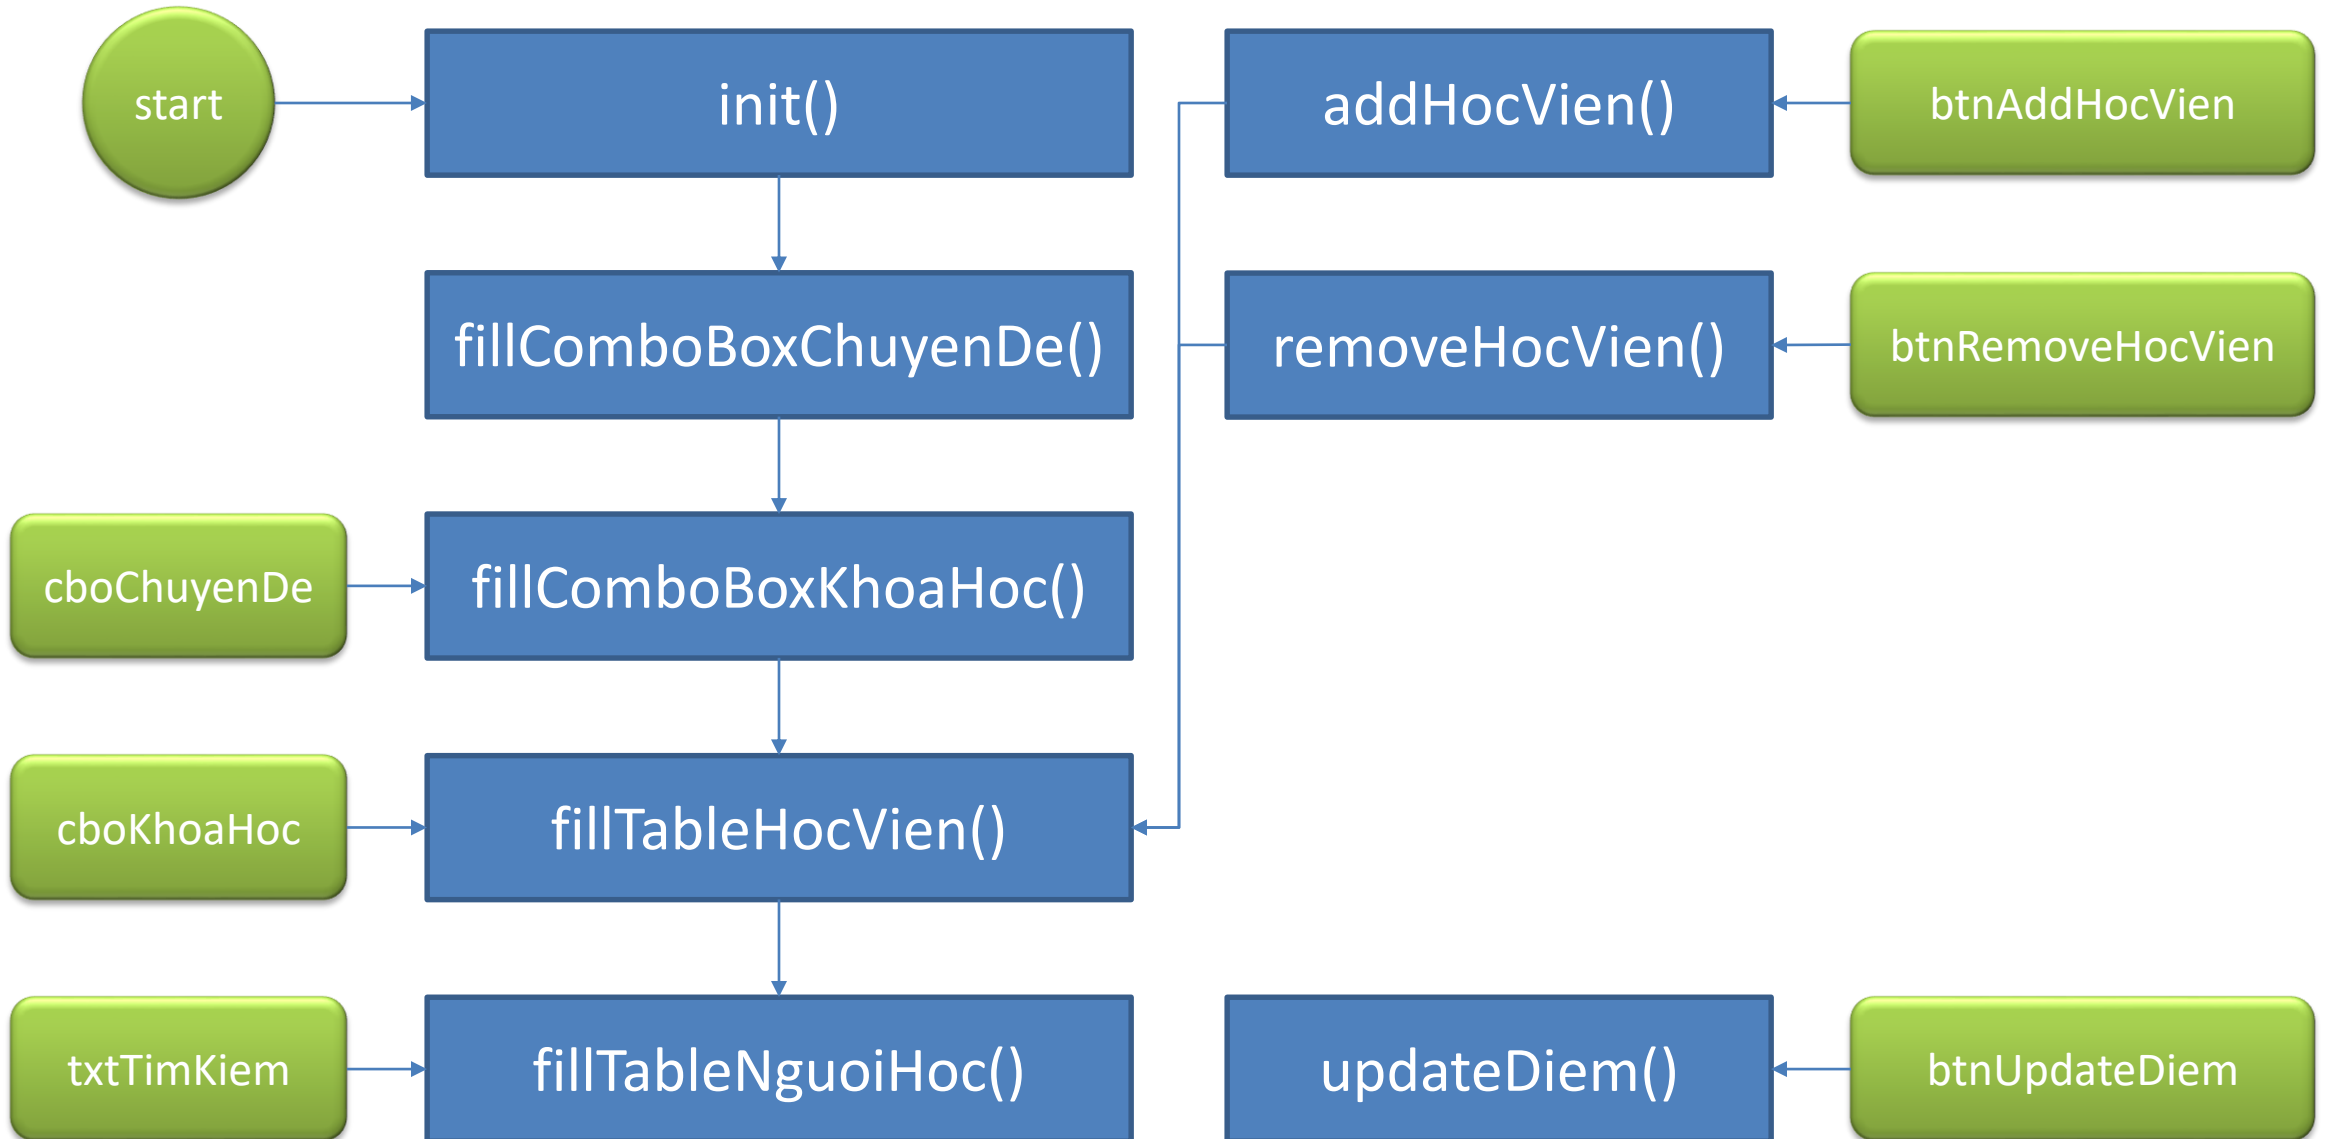 start
init()
addHocVien()
btnAddHocVien
fillComboBoxChuyenDe()
removeHocVien()
btnRemoveHocVien
cboChuyenDe
fillComboBoxKhoaHoc()
cboKhoaHoc
fillTableHocVien()
txtTimKiem
fillTableNguoiHoc()
updateDiem()
btnUpdateDiem